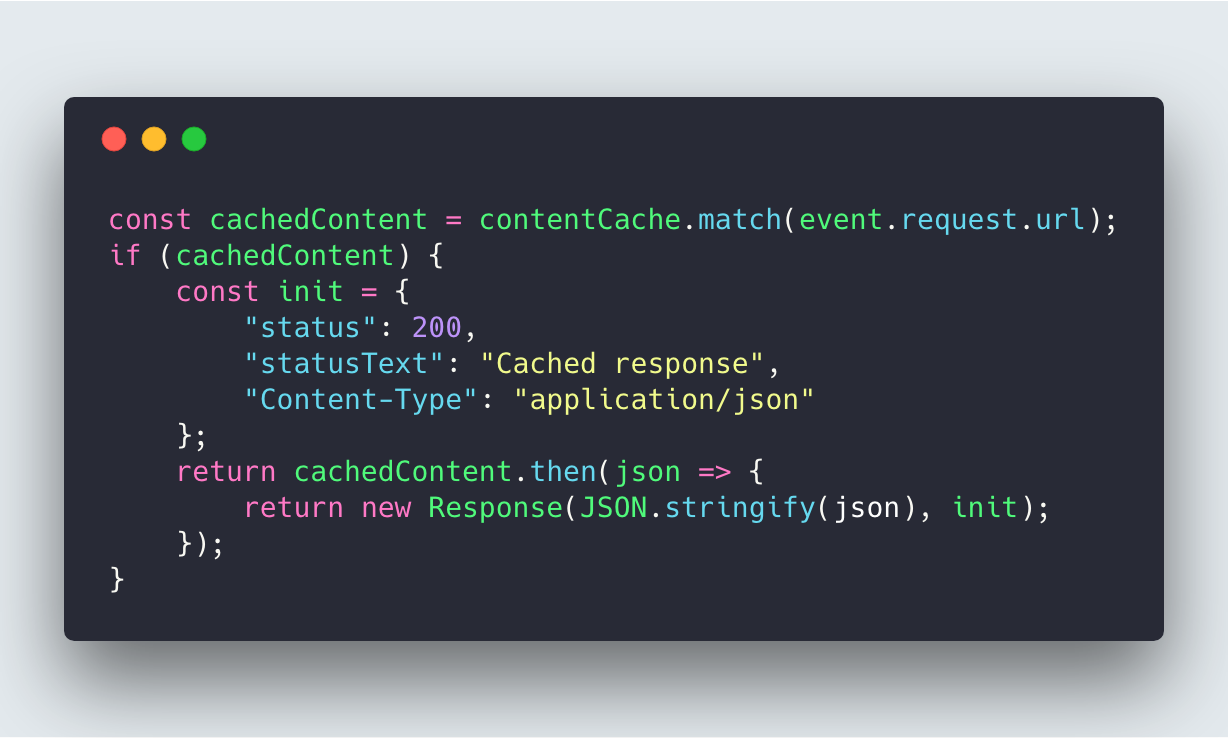 const cachedContent = contentCache.match(event.request.url);
if (cachedContent) {
    const init = {
        "status": 200,
        "statusText": "Cached response",
        "Content-Type": "application/json"
    };
    return cachedContent.then(json => {
        return new Response(JSON.stringify(json), init);
    });
}